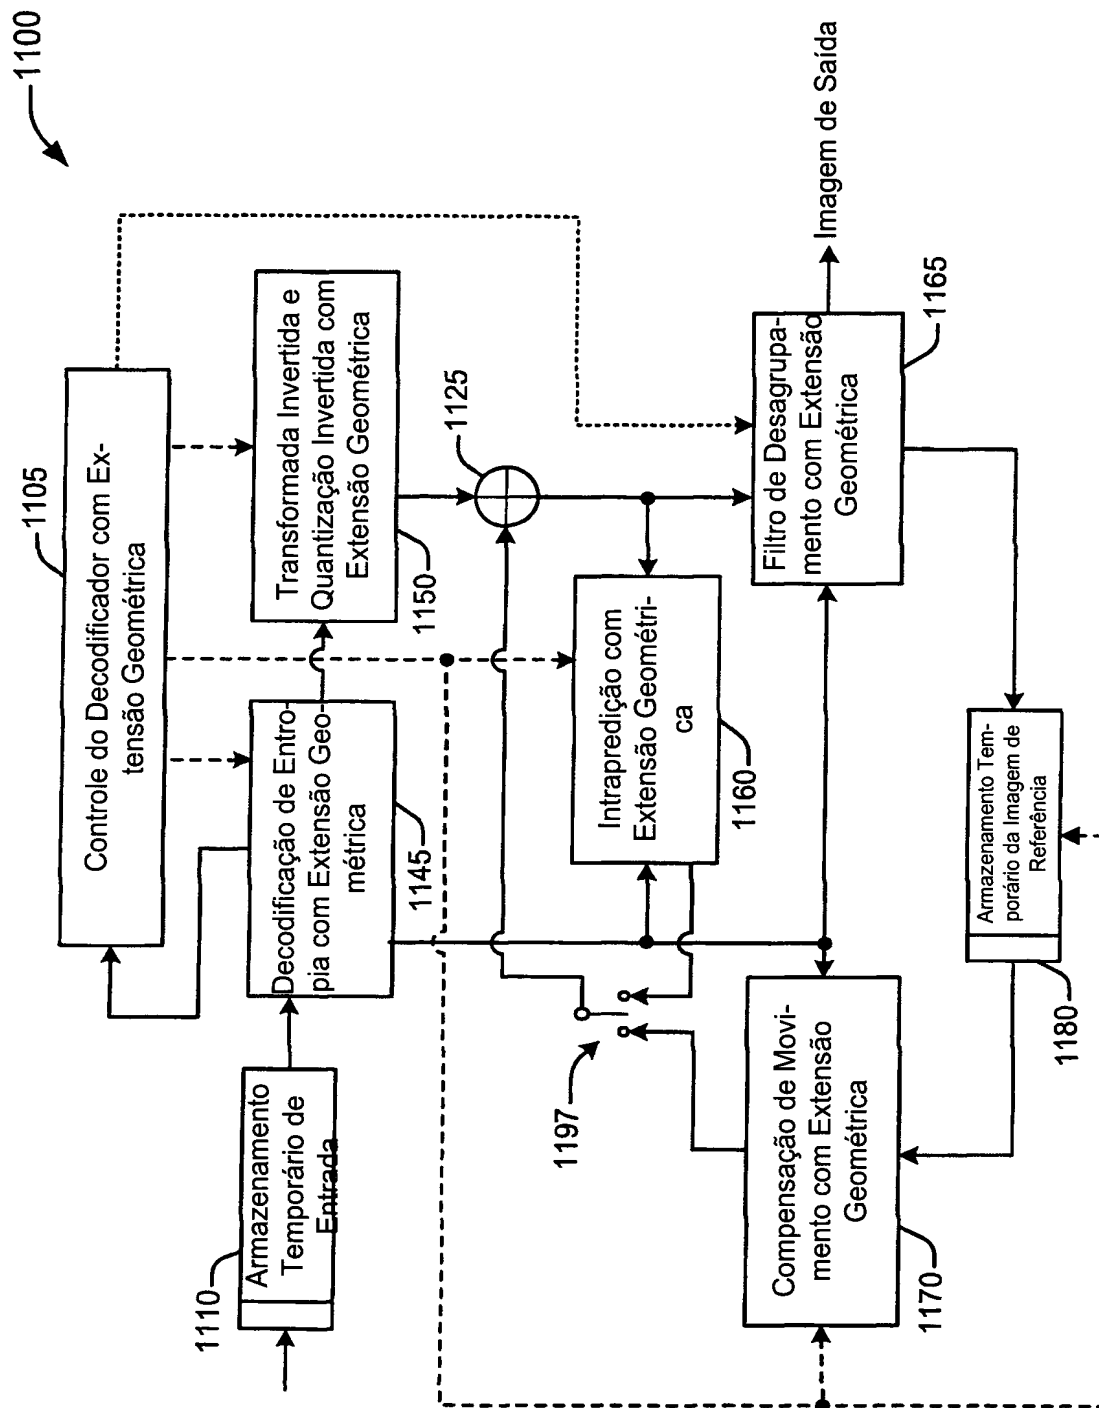 1100
1105
Controle do Decodificador com Ex-
tensão Geométrica
1110
Armazenamento
Temporário de
Entrada
Decodificação de Entro-
pia com Extensão Geo-
métrica
1145
Transformada Invertida e
Quantização Invertida com
Extensão Geométrica
1150
1125
Intrapredição com
Extensão Geométri-
ca
1160
1197
Compensação de Movi-
mento com Extensão
Geométrica
1170
Filtro de Desagrupa-
mento com Extensão
Geométrica
1165
Imagem de Saída
Armazenamento Tem-
porário da Imagem de
Referência
1180